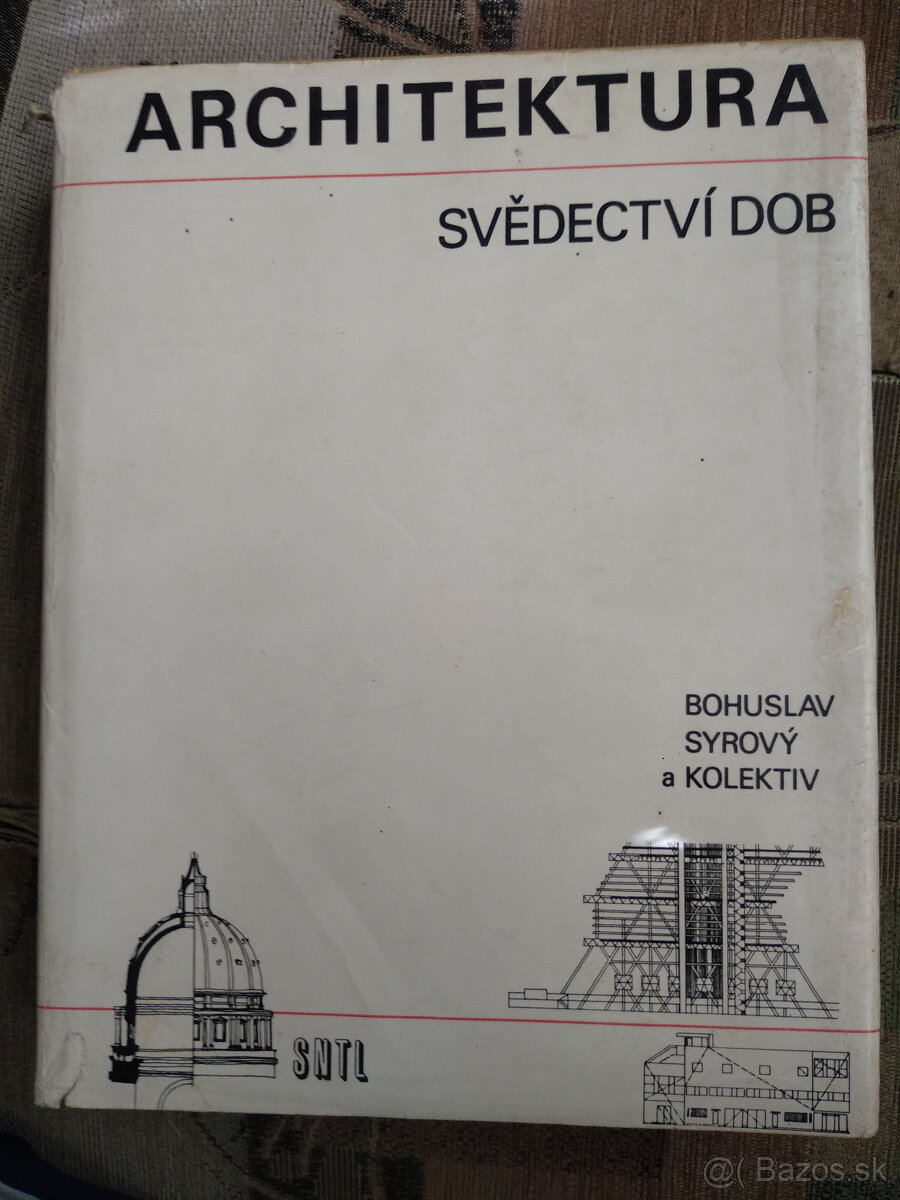 ARCHITEKTURA
SVĚDECTVÍ DOB
BOHUSLAV
SYROVÝ
a KOLEKTIV
SNTL
@( Bazos.sk